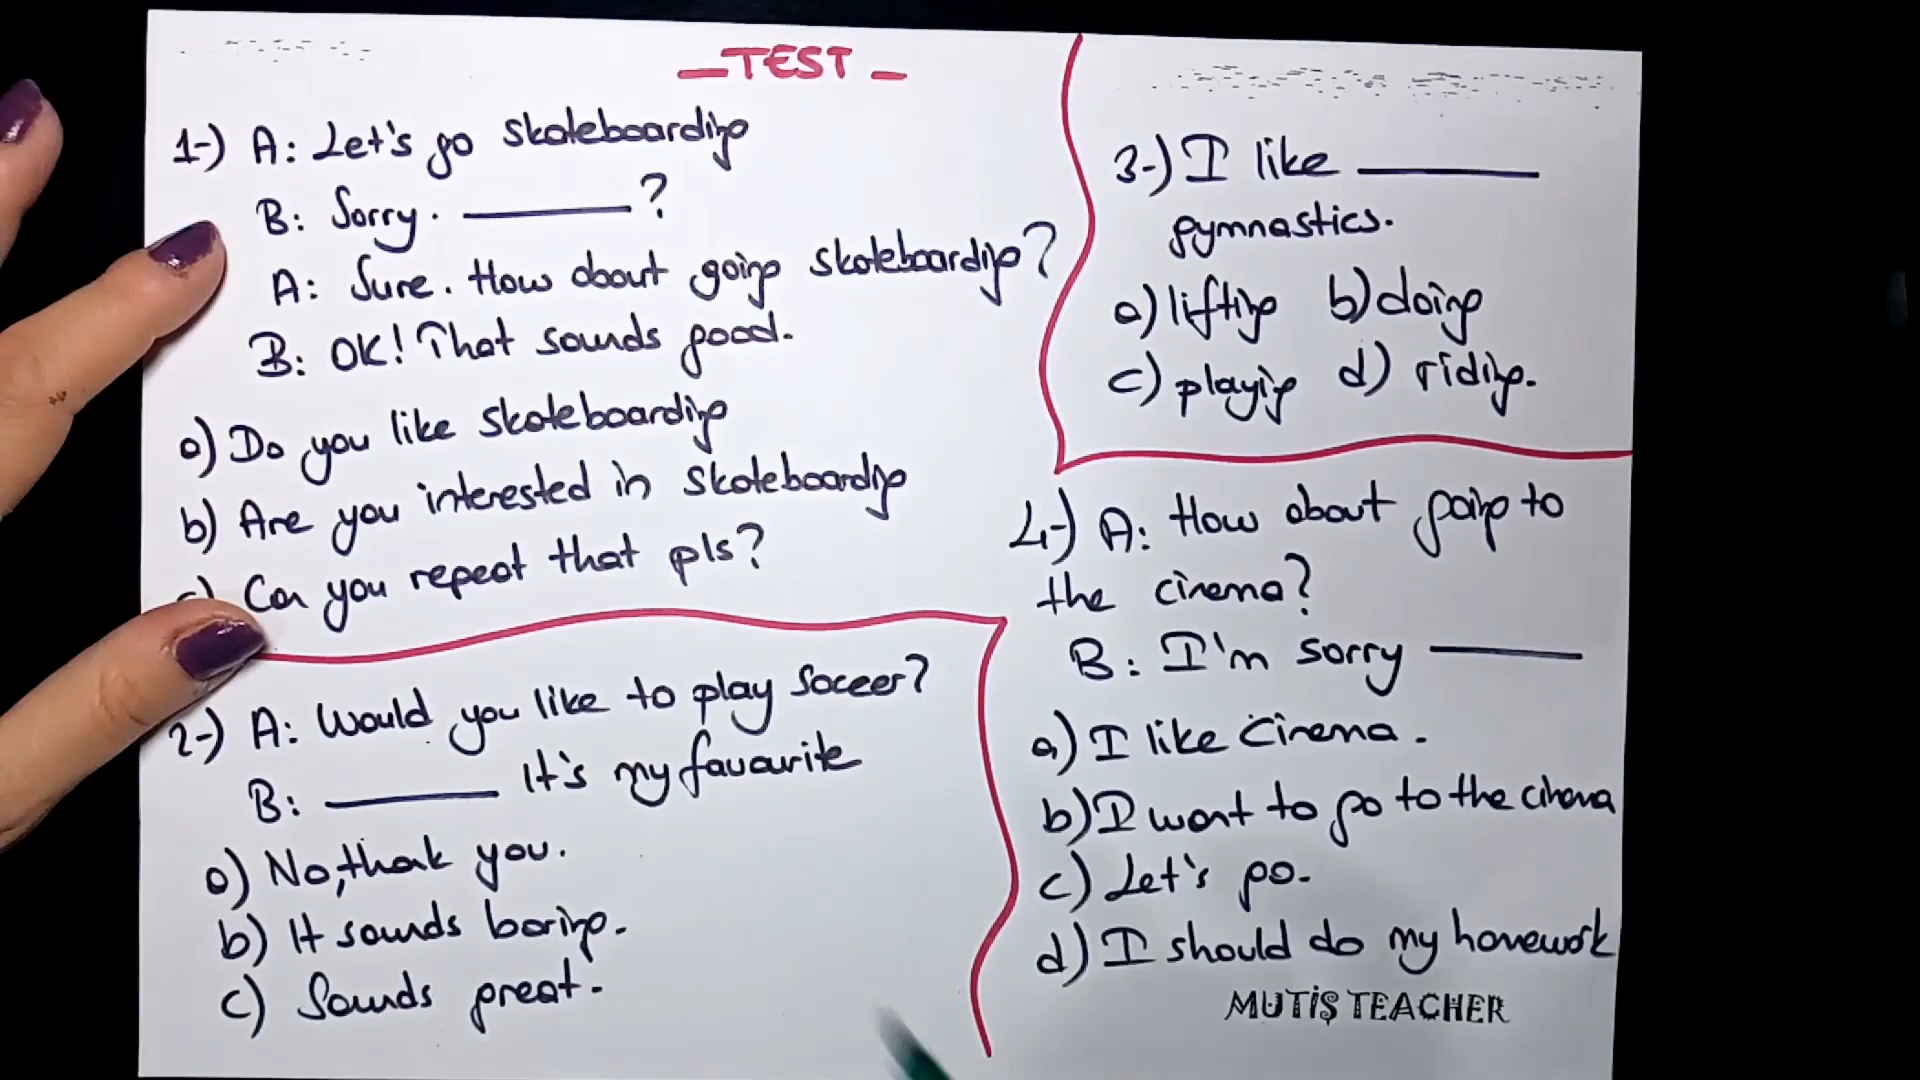 _TEST_
1-) A: Let's go skateboarding
B: Sorry. ______?
A: Sure. How about going skateboarding?
B: OK! That sounds good.
a) Do you like skateboarding
b) Are you interested in skateboarding
c) Can you repeat that pls?
2-) A: Would you like to play Soceer?
B: ______ It's my favourite
a) No, thank you.
b) It sounds boring.
c) Sounds great.
3-) I like ______
gymnastics.
a) lifting b) doing
c) playing d) riding.
4-) A: How about going to
the cinema?
B: I'm sorry ______
a) I like Cinema.
b) I want to go to the cinema
c) Let's go.
d) I should do my homework
MUTİŞ TEACHER